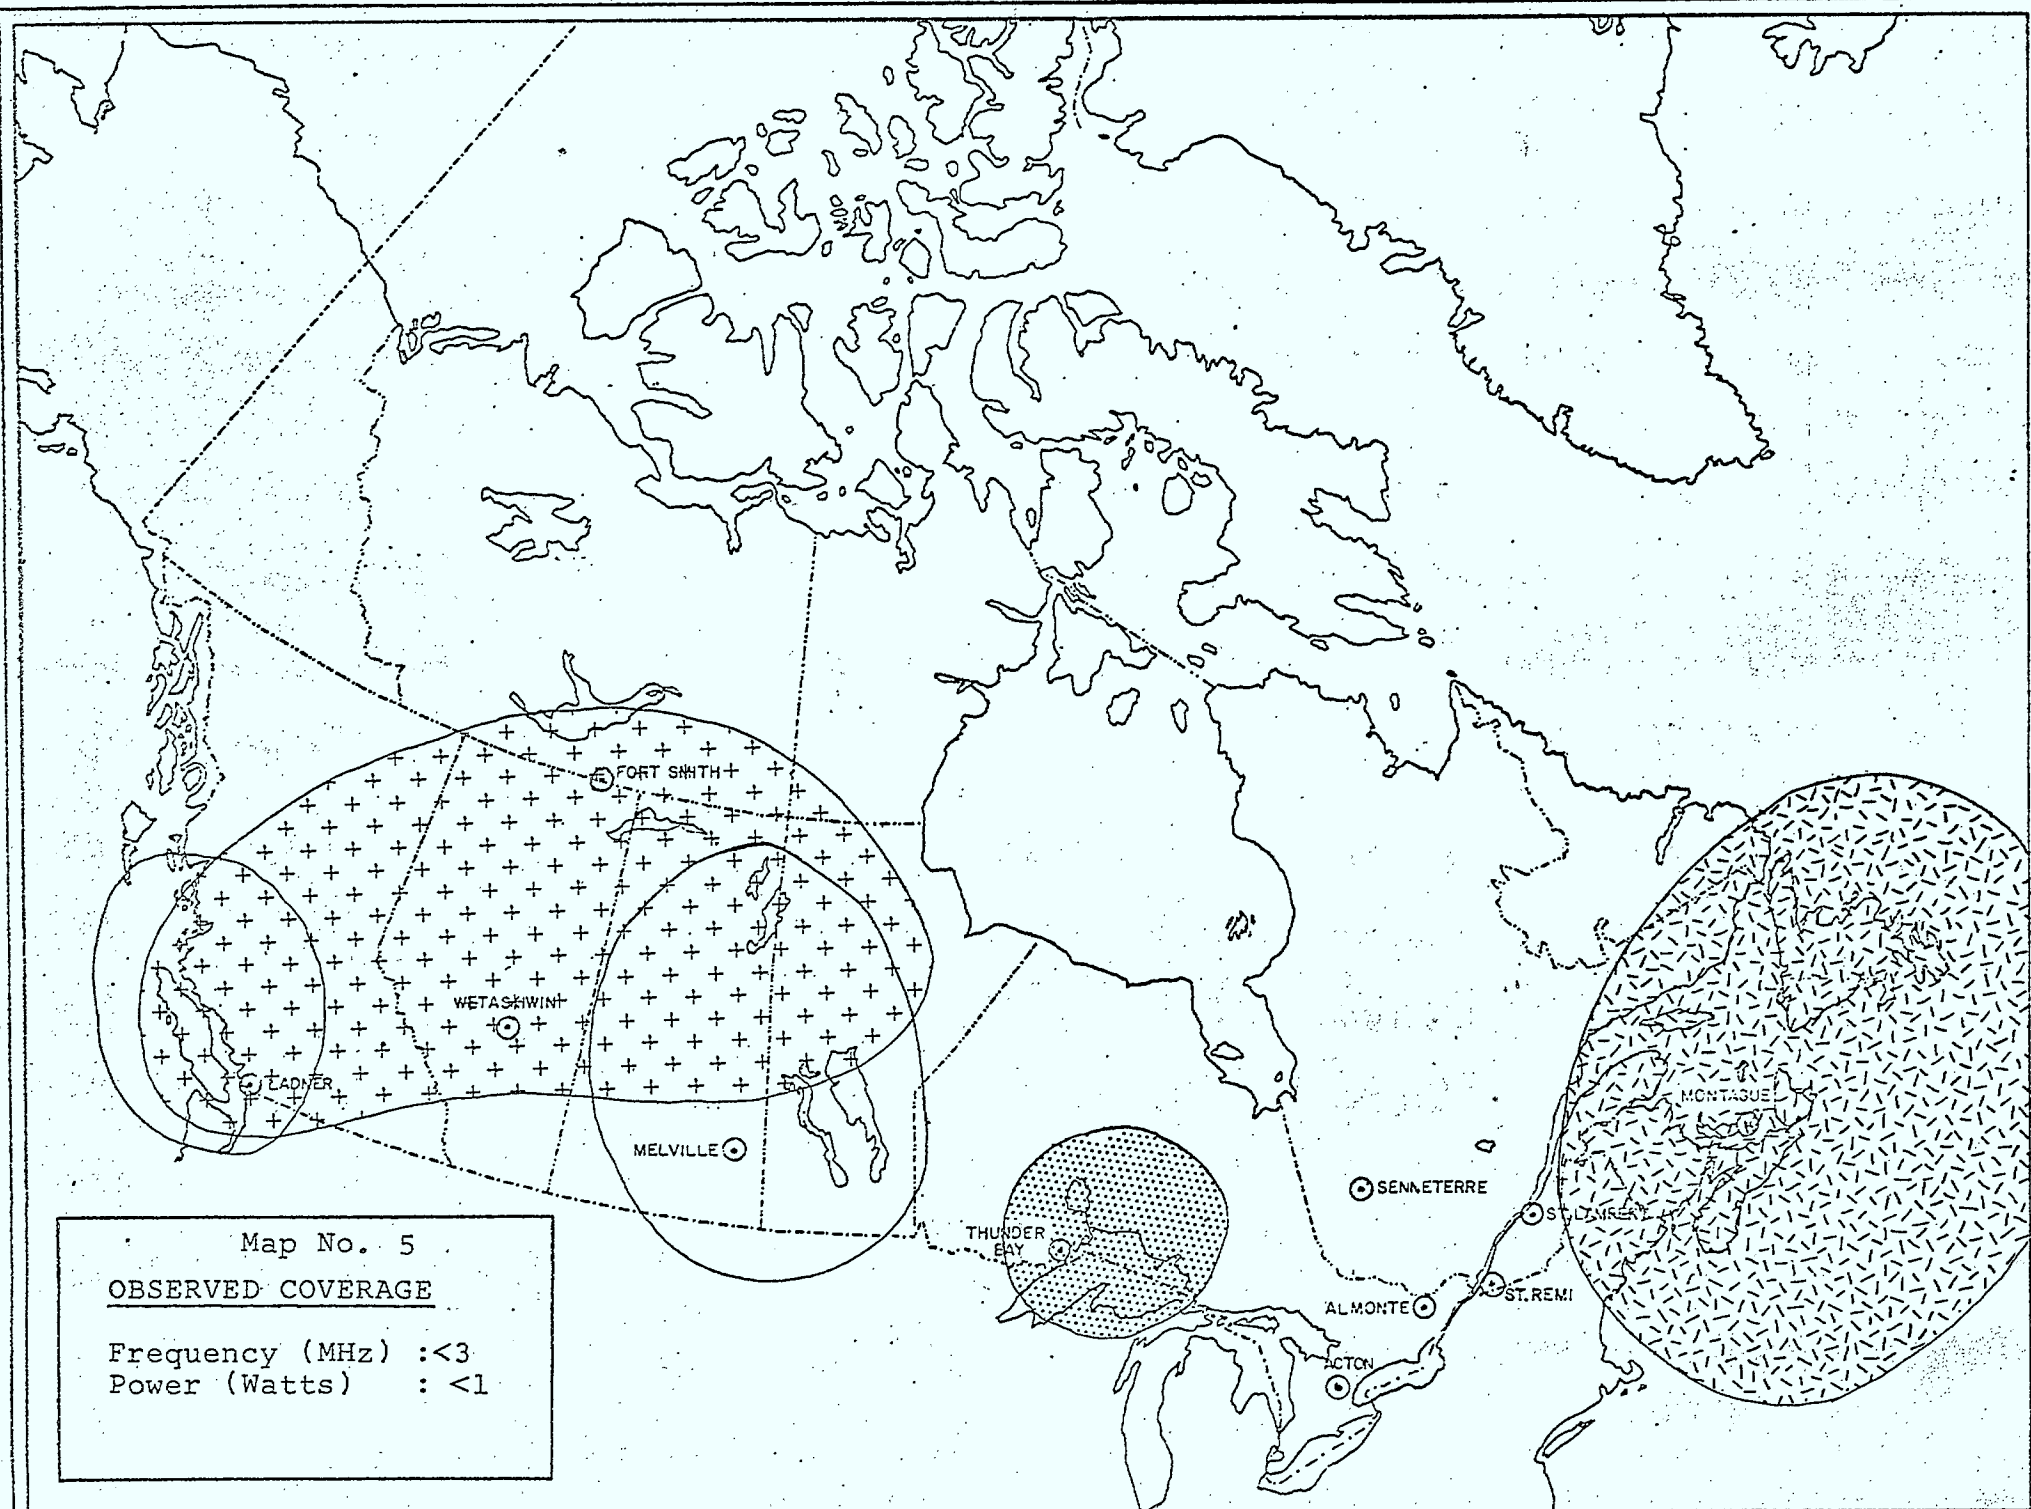 FORT SMITH
WETASKIWIN
LADNER
MONTAGUE
MELVILLE
SENNETERRE
THUNDER
BAY
ST. REMI
ALMONTE
ACTON
Map No. 5
OBSERVED COVERAGE
Frequency (MHz) :<3
Power (Watts) : <1